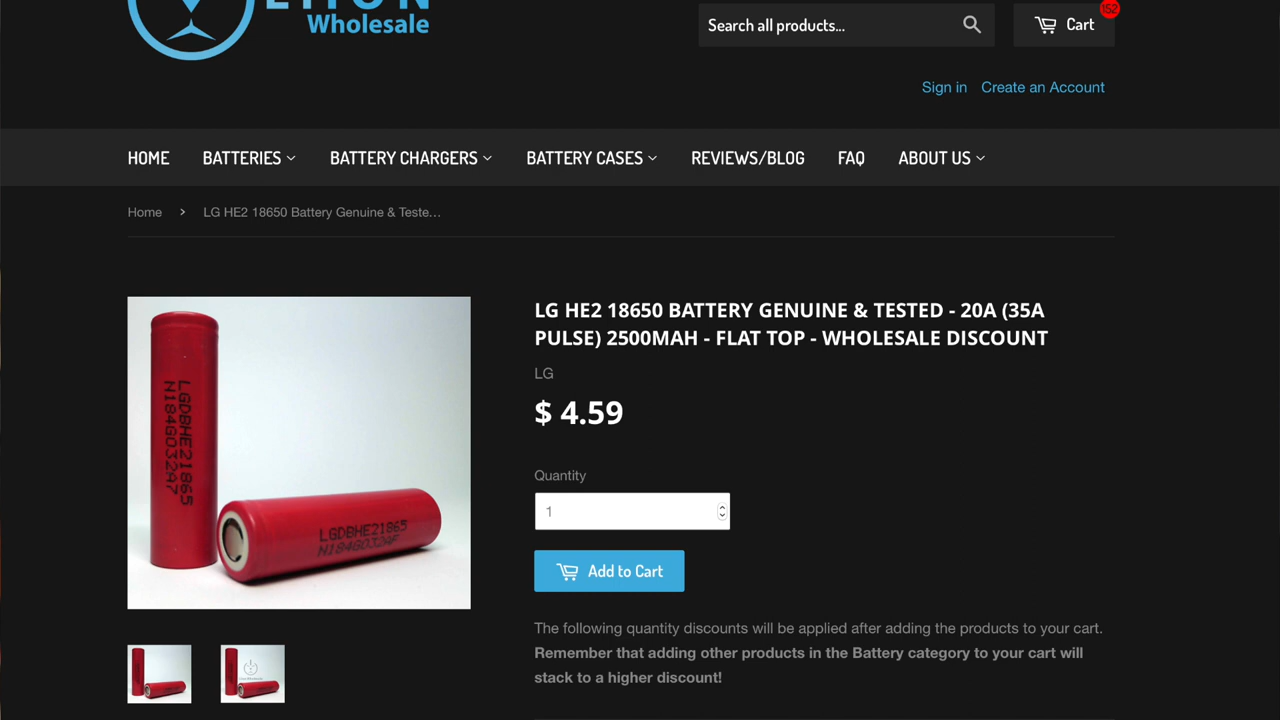 Wholesale
Search all products...
Cart
152
Sign in
Create an Account
HOME
BATTERIES
BATTERY CHARGERS
BATTERY CASES
REVIEWS/BLOG
FAQ
ABOUT US
Home › LG HE2 18650 Battery Genuine & Teste...
LG HE2 18650 BATTERY GENUINE & TESTED - 20A (35A
PULSE) 2500MAH - FLAT TOP - WHOLESALE DISCOUNT
LG
$ 4.59
Quantity
1
Add to Cart
The following quantity discounts will be applied after adding the products to your cart.
Remember that adding other products in the Battery category to your cart will
stack to a higher discount!
LGDBHE21865
N184G032A7
LGDBHE21865
N184G032AF